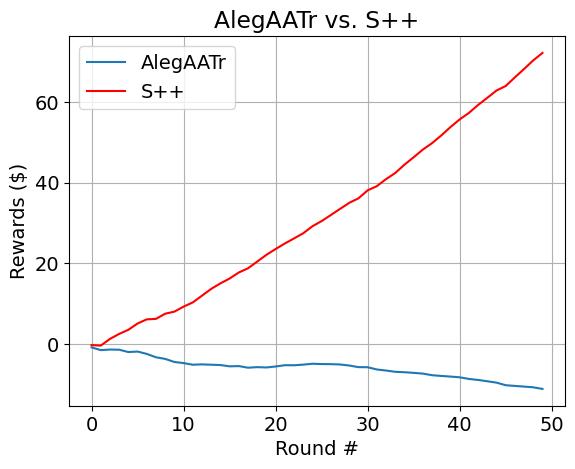 AlegAATr vs. S++
AlegAATr
S++
Rewards ($)
60
40
20
0
0 10 20 30 40 50
Round #